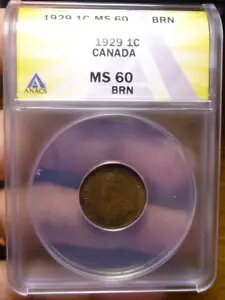 1929 1C MS 60 BRN
1929 1C
CANADA
MS 60
BRN
ANACS